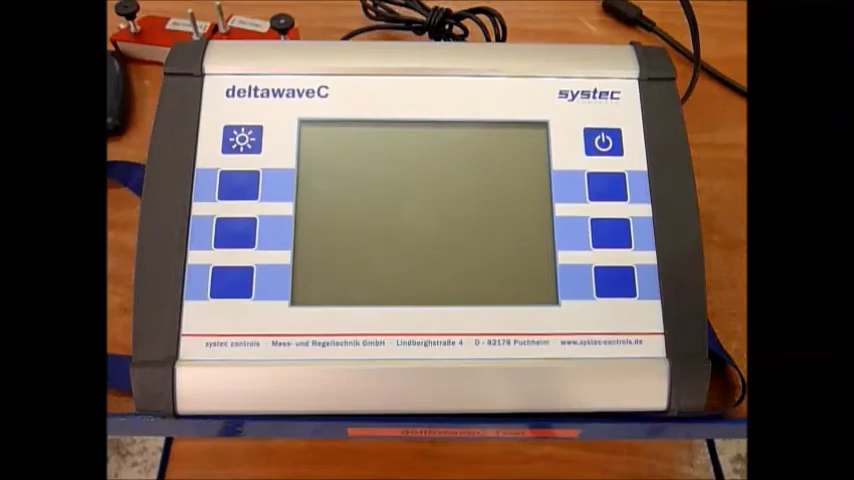 deltawaveC
systec
systec controls Mess- und Regeltechnik GmbH Lindberghstraße 4 D - 82178 Puchheim www.systec-controls.de